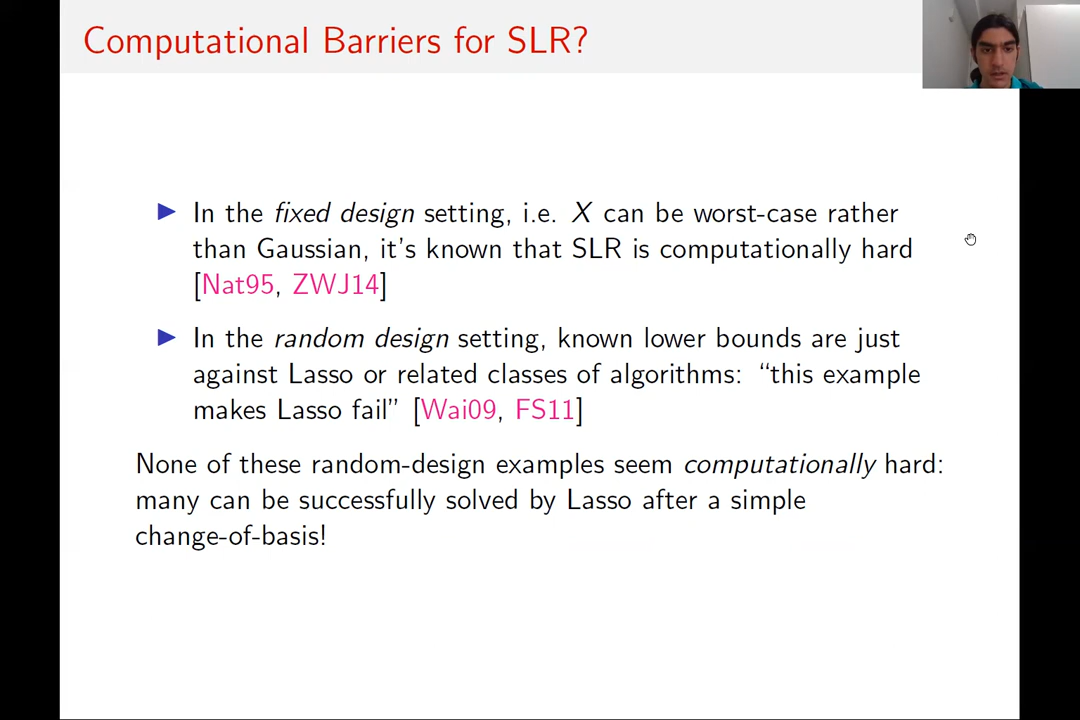 Computational Barriers for SLR?
▶ In the fixed design setting, i.e. X can be worst-case rather
than Gaussian, it's known that SLR is computationally hard
[Nat95, ZWJ14]
▶ In the random design setting, known lower bounds are just
against Lasso or related classes of algorithms: “this example
makes Lasso fail” [Wai09, FS11]
None of these random-design examples seem computationally hard:
many can be successfully solved by Lasso after a simple
change-of-basis!